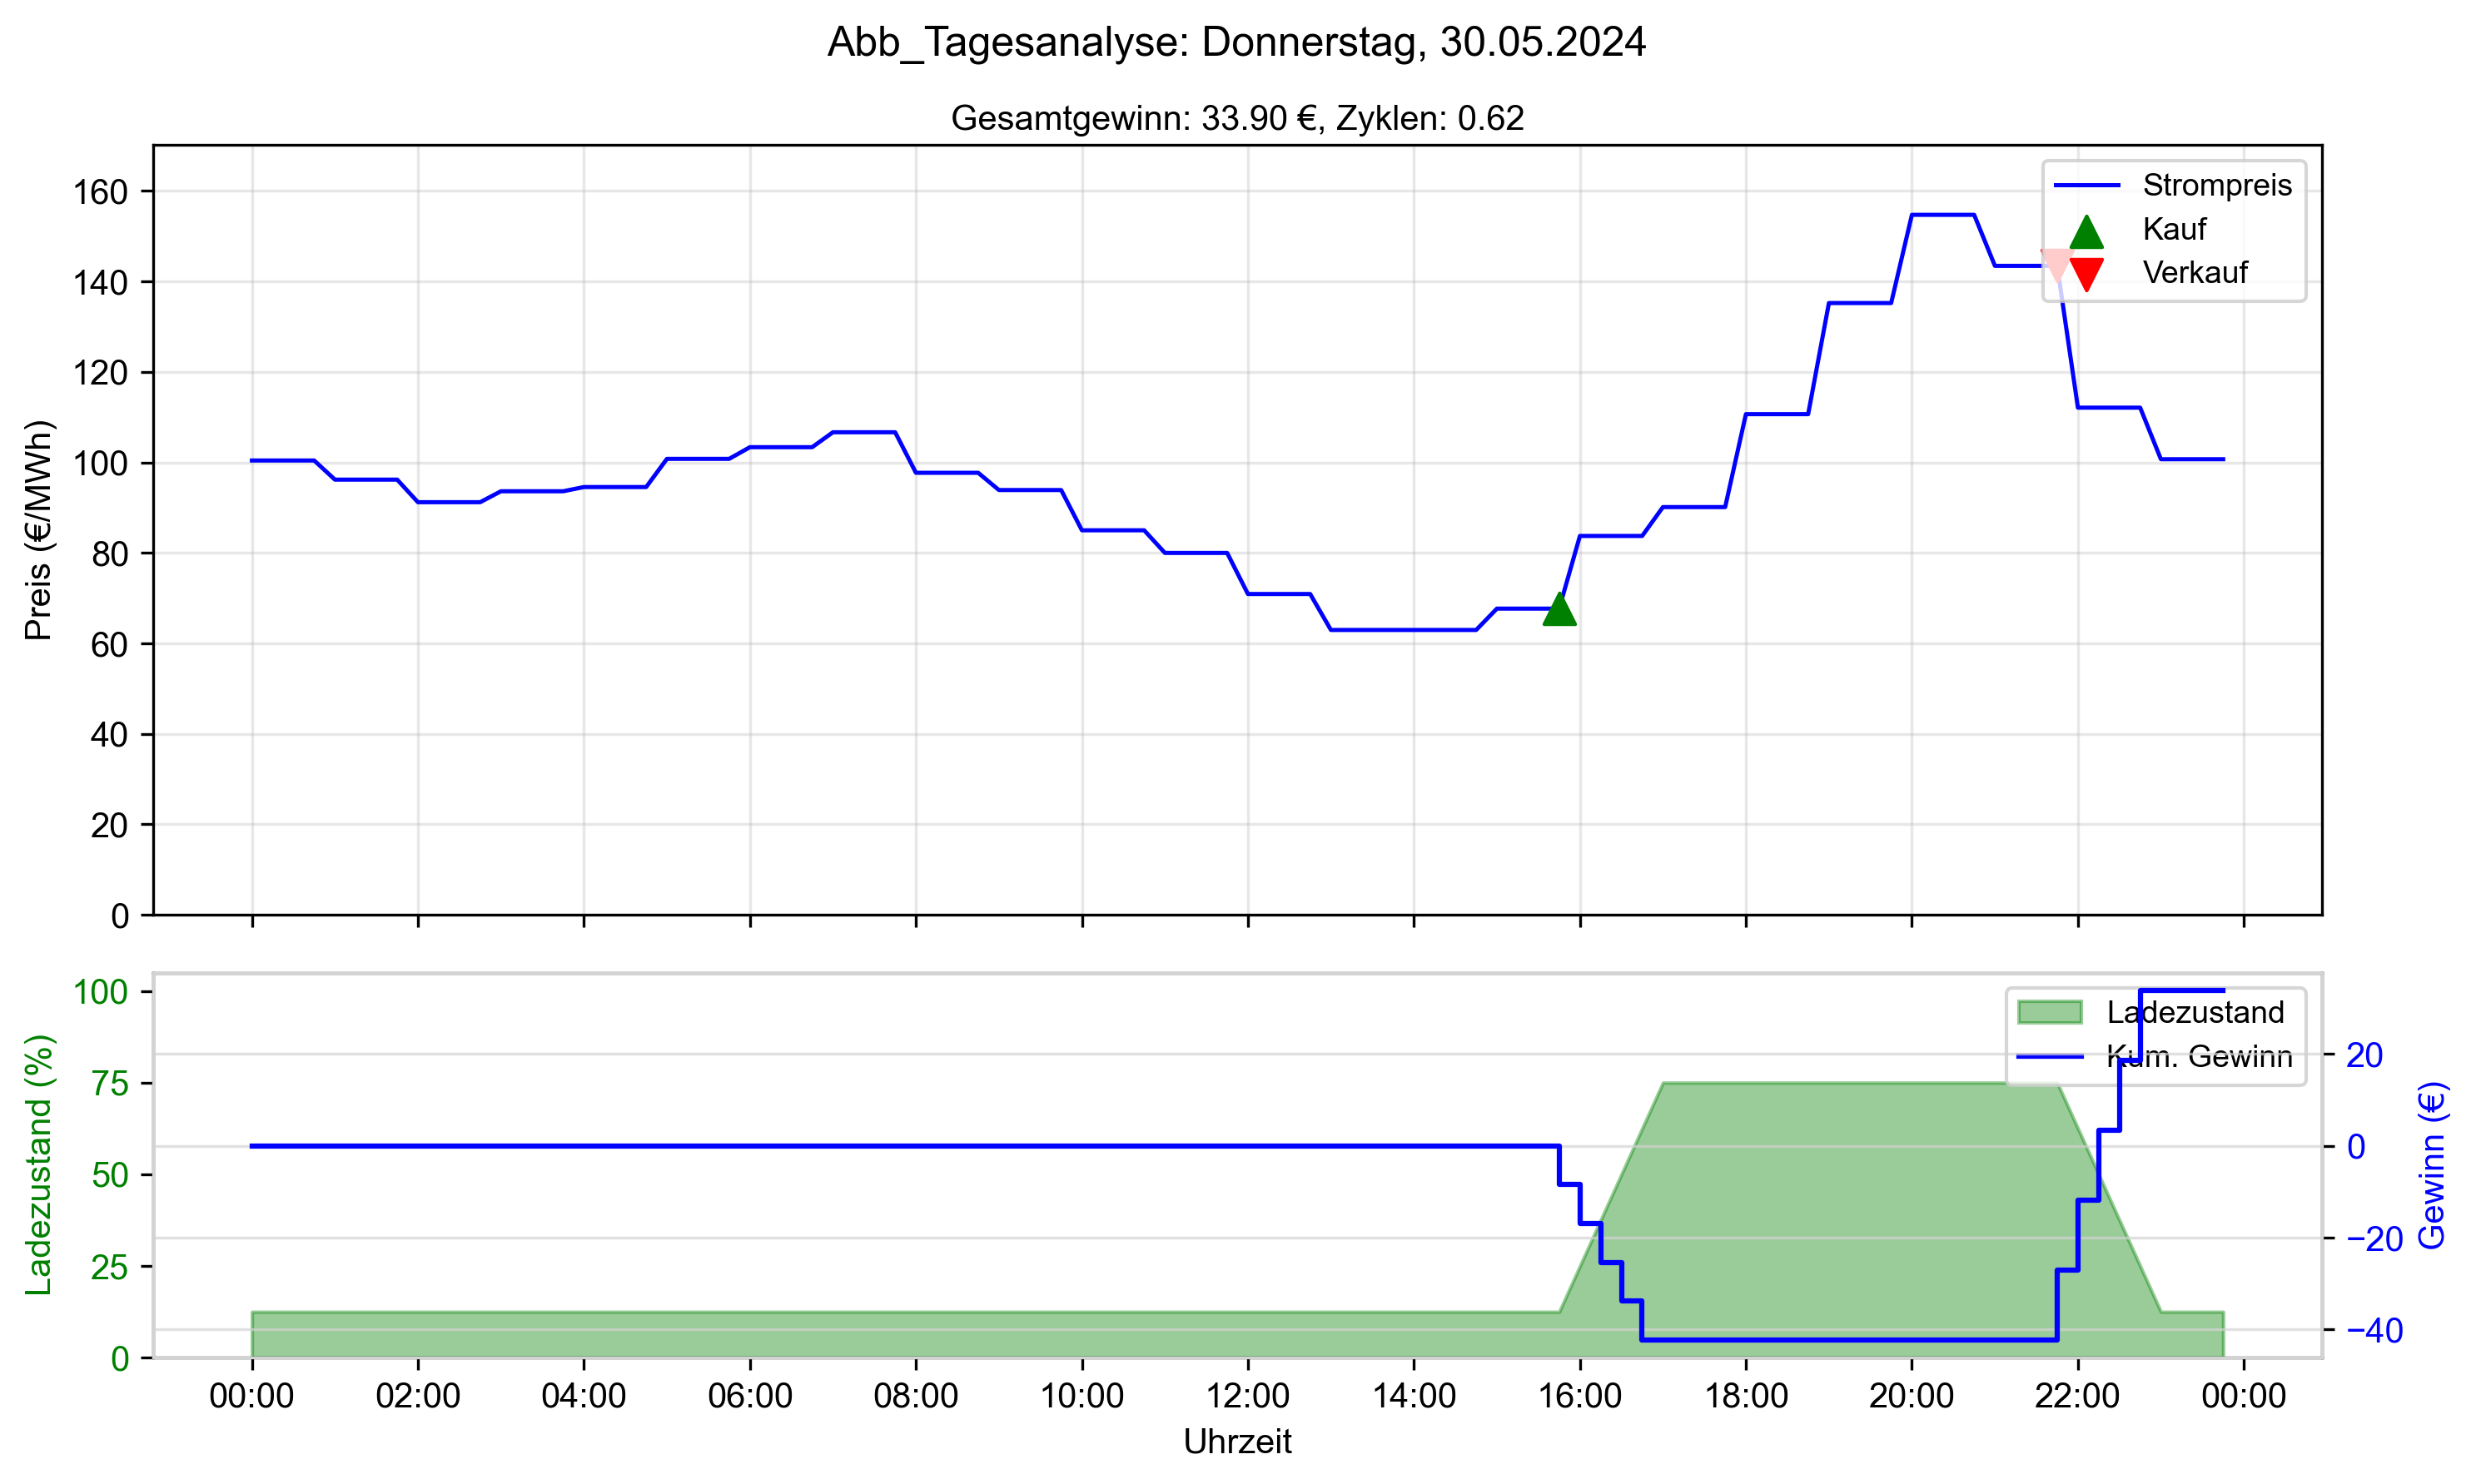 Abb_Tagesanalyse: Donnerstag, 30.05.2024
Gesamtgewinn: 33.90 €, Zyklen: 0.62
Preis (€/MWh)
160
140
120
100
80
60
40
20
0
Strompreis
Kauf
Verkauf
Ladezustand (%)
100
75
50
25
0
Ladezustand
Kum. Gewinn
20
0
−20
−40
Gewinn (€)
00:00 02:00 04:00 06:00 08:00 10:00 12:00 14:00 16:00 18:00 20:00 22:00 00:00
Uhrzeit